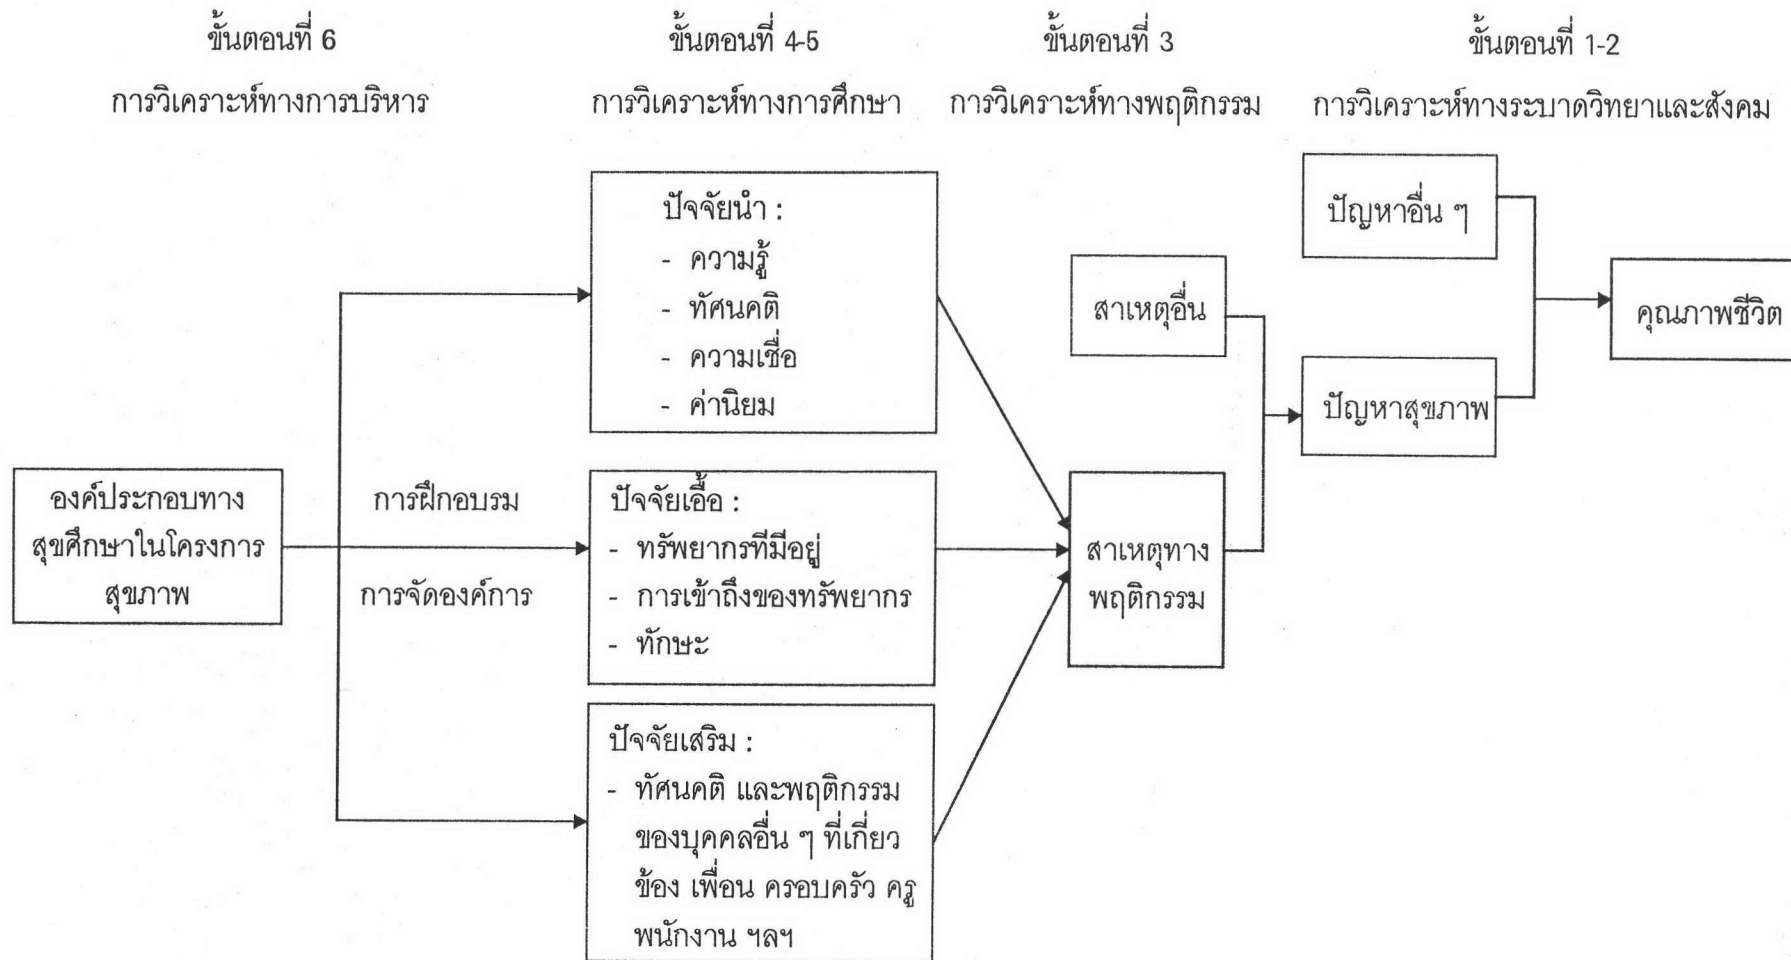 ขั้นตอนที่ 6
การวิเคราะห์ทางการบริหาร
ขั้นตอนที่ 4-5
การวิเคราะห์ทางการศึกษา
ขั้นตอนที่ 3
การวิเคราะห์ทางพฤติกรรม
ขั้นตอนที่ 1-2
การวิเคราะห์ทางระบาดวิทยาและสังคม
องค์ประกอบทาง
สุขศึกษาในโครงการ
สุขภาพ
การฝึกอบรม
การจัดองค์การ
ปัจจัยนำ :
- ความรู้
- ทัศนคติ
- ความเชื่อ
- ค่านิยม
ปัจจัยเอื้อ :
- ทรัพยากรที่มีอยู่
- การเข้าถึงของทรัพยากร
- ทักษะ
ปัจจัยเสริม :
- ทัศนคติ และพฤติกรรม
ของบุคคลอื่น ๆ ที่เกี่ยว
ข้อง เพื่อน ครอบครัว ครู
พนักงาน ฯลฯ
สาเหตุอื่น
สาเหตุทาง
พฤติกรรม
ปัญหาอื่น ๆ
ปัญหาสุขภาพ
คุณภาพชีวิต